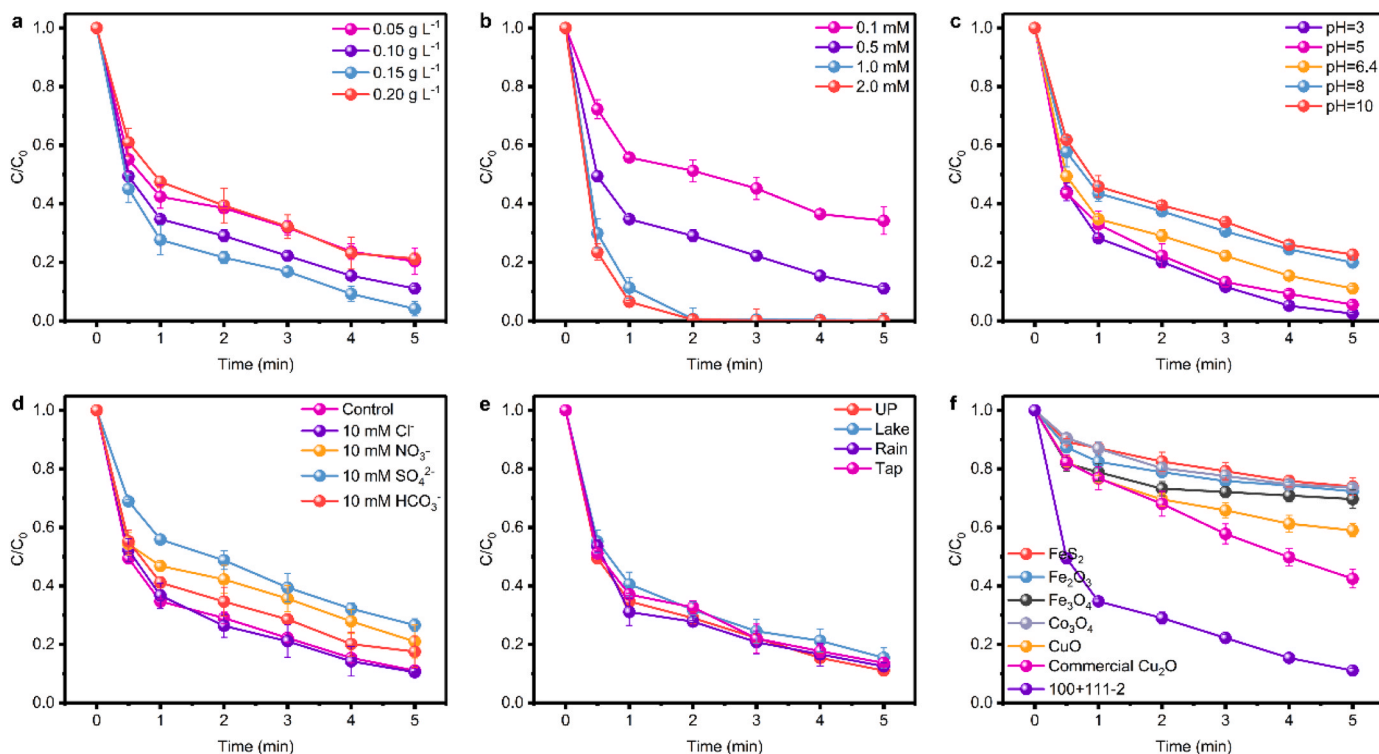 a
0.05 g L⁻¹
0.10 g L⁻¹
0.15 g L⁻¹
0.20 g L⁻¹
1.0
0.8
0.6
0.4
0.2
0.0
C/C₀
0 1 2 3 4 5
Time (min)
b
0.1 mM
0.5 mM
1.0 mM
2.0 mM
1.0
0.8
0.6
0.4
0.2
0.0
C/C₀
0 1 2 3 4 5
Time (min)
c
pH=3
pH=5
pH=6.4
pH=8
pH=10
1.0
0.8
0.6
0.4
0.2
0.0
C/C₀
0 1 2 3 4 5
Time (min)
d
Control
10 mM Cl⁻
10 mM NO₃⁻
10 mM SO₄²⁻
10 mM HCO₃⁻
1.0
0.8
0.6
0.4
0.2
0.0
C/C₀
0 1 2 3 4 5
Time (min)
e
UP
Lake
Rain
Tap
1.0
0.8
0.6
0.4
0.2
0.0
C/C₀
0 1 2 3 4 5
Time (min)
f
1.0
0.8
0.6
0.4
0.2
0.0
C/C₀
FeS₂
Fe₂O₃
Fe₃O₄
Co₃O₄
CuO
Commercial Cu₂O
100+111-2
0 1 2 3 4 5
Time (min)